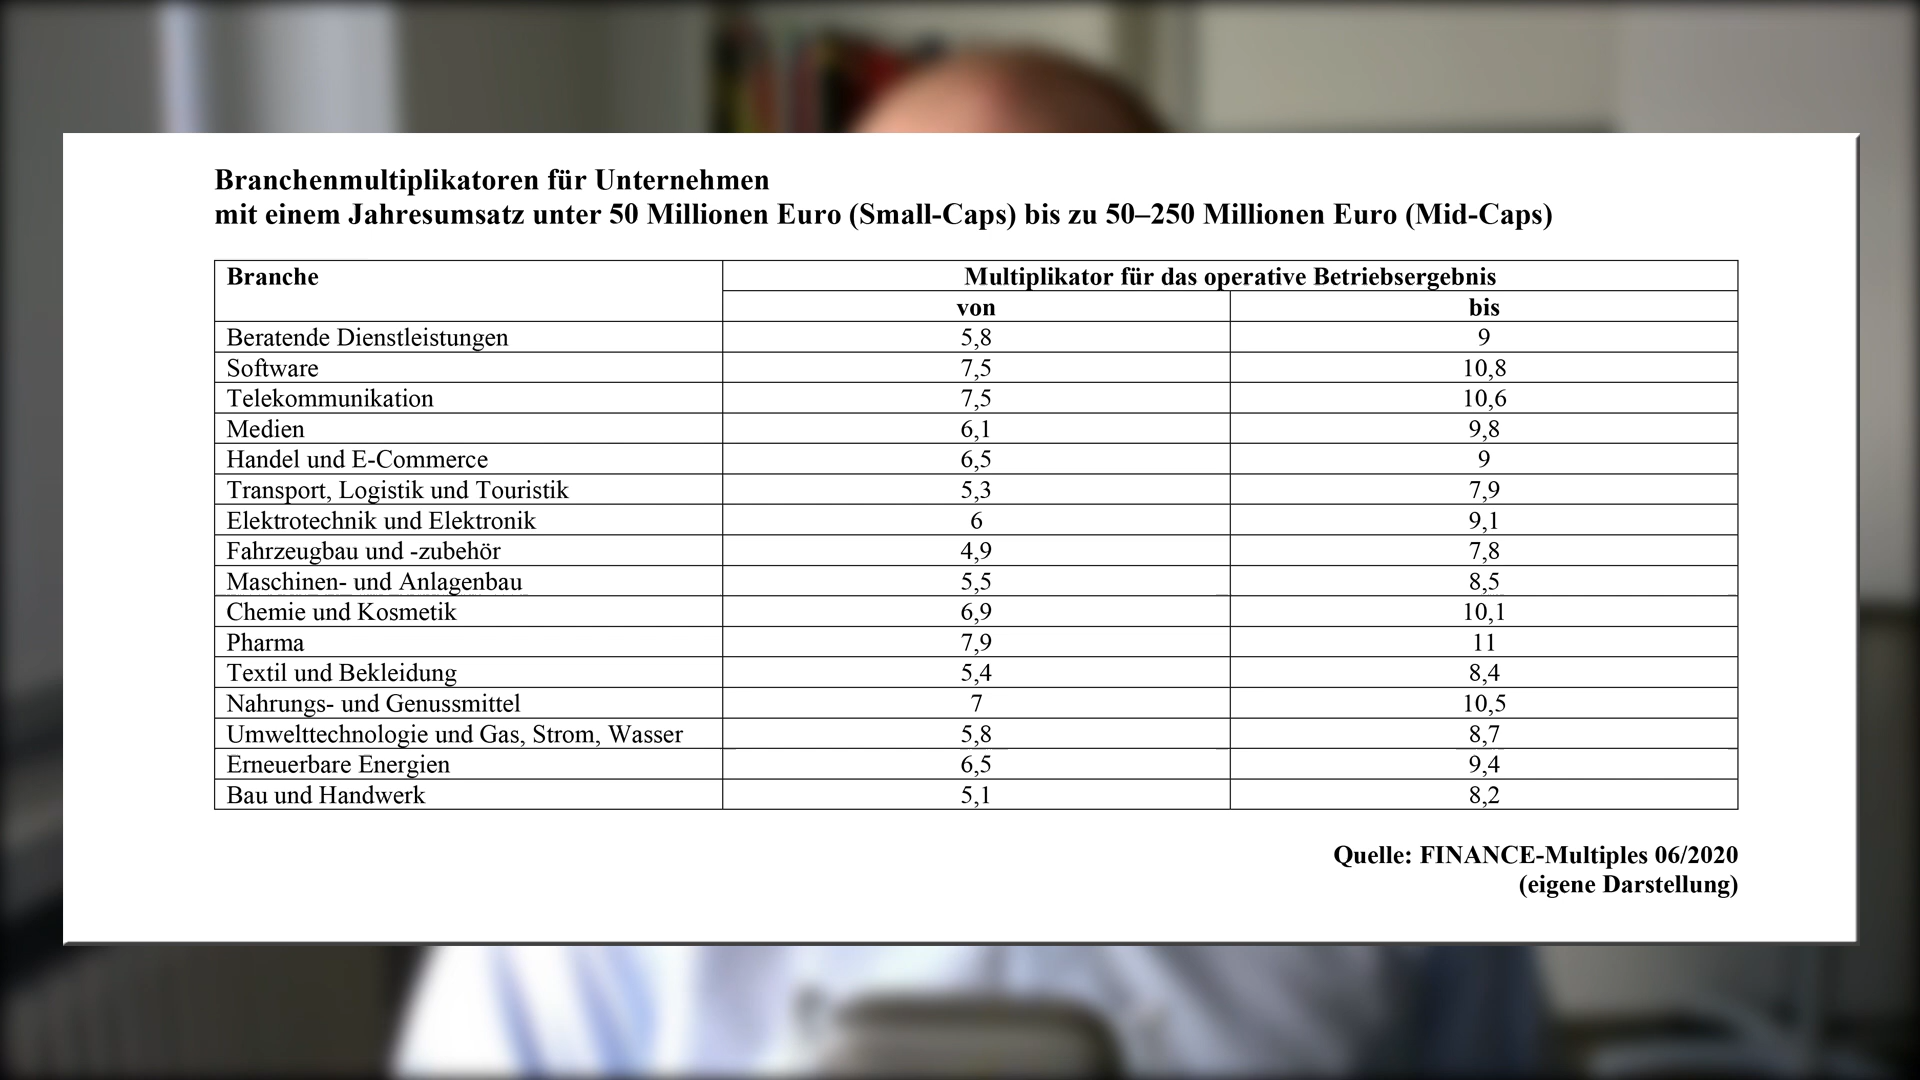 Branchenmultiplikatoren für Unternehmen
mit einem Jahresumsatz unter 50 Millionen Euro (Small-Caps) bis zu 50–250 Millionen Euro (Mid-Caps)
Branche Multiplikator für das operative Betriebsergebnis
von bis
Beratende Dienstleistungen 5,8 9
Software 7,5 10,8
Telekommunikation 7,5 10,6
Medien 6,1 9,8
Handel und E-Commerce 6,5 9
Transport, Logistik und Touristik 5,3 7,9
Elektrotechnik und Elektronik 6 9,1
Fahrzeugbau und -zubehör 4,9 7,8
Maschinen- und Anlagenbau 5,5 8,5
Chemie und Kosmetik 6,9 10,1
Pharma 7,9 11
Textil und Bekleidung 5,4 8,4
Nahrungs- und Genussmittel 7 10,5
Umwelttechnologie und Gas, Strom, Wasser 5,8 8,7
Erneuerbare Energien 6,5 9,4
Bau und Handwerk 5,1 8,2
Quelle: FINANCE-Multiples 06/2020
(eigene Darstellung)